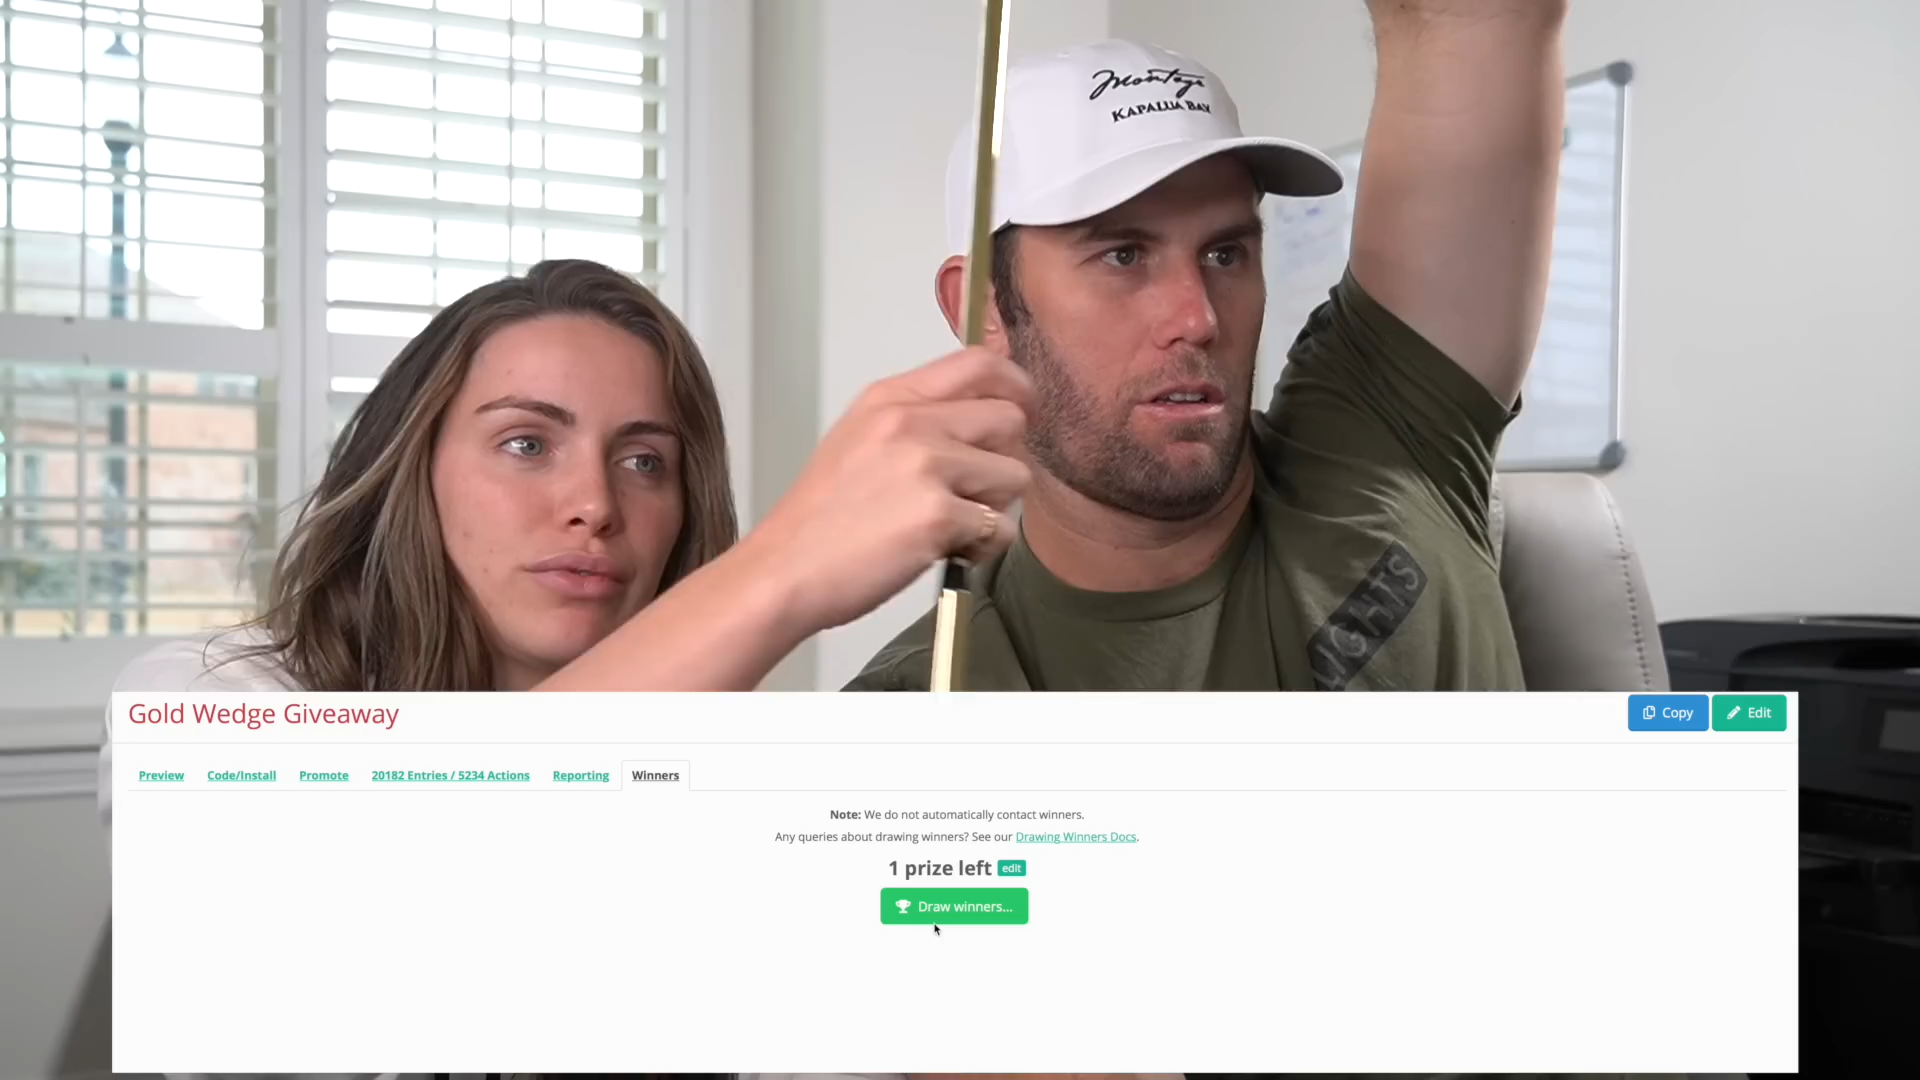 Montage
KAPALUA BAY
LIGHTS
Gold Wedge Giveaway
Copy
Edit
Preview
Code/Install
Promote
20182 Entries / 5234 Actions
Reporting
Winners
Note: We do not automatically contact winners.
Any queries about drawing winners? See our Drawing Winners Docs.
1 prize left edit
Draw winners...